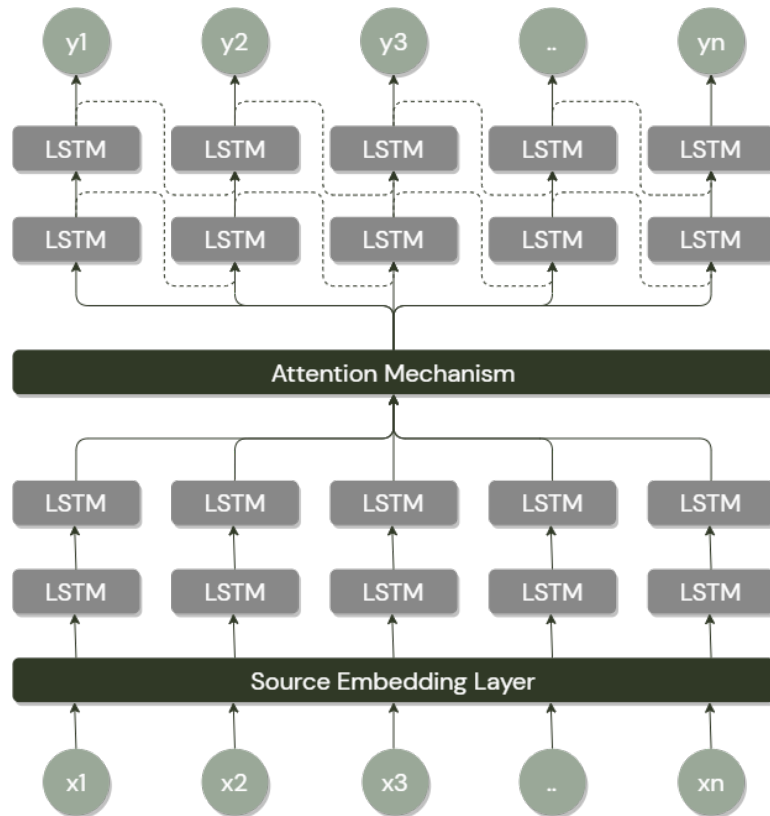 y1 y2 y3 .. yn
LSTM LSTM LSTM LSTM LSTM
LSTM LSTM LSTM LSTM LSTM
Attention Mechanism
LSTM LSTM LSTM LSTM LSTM
LSTM LSTM LSTM LSTM LSTM
Source Embedding Layer
x1 x2 x3 .. xn